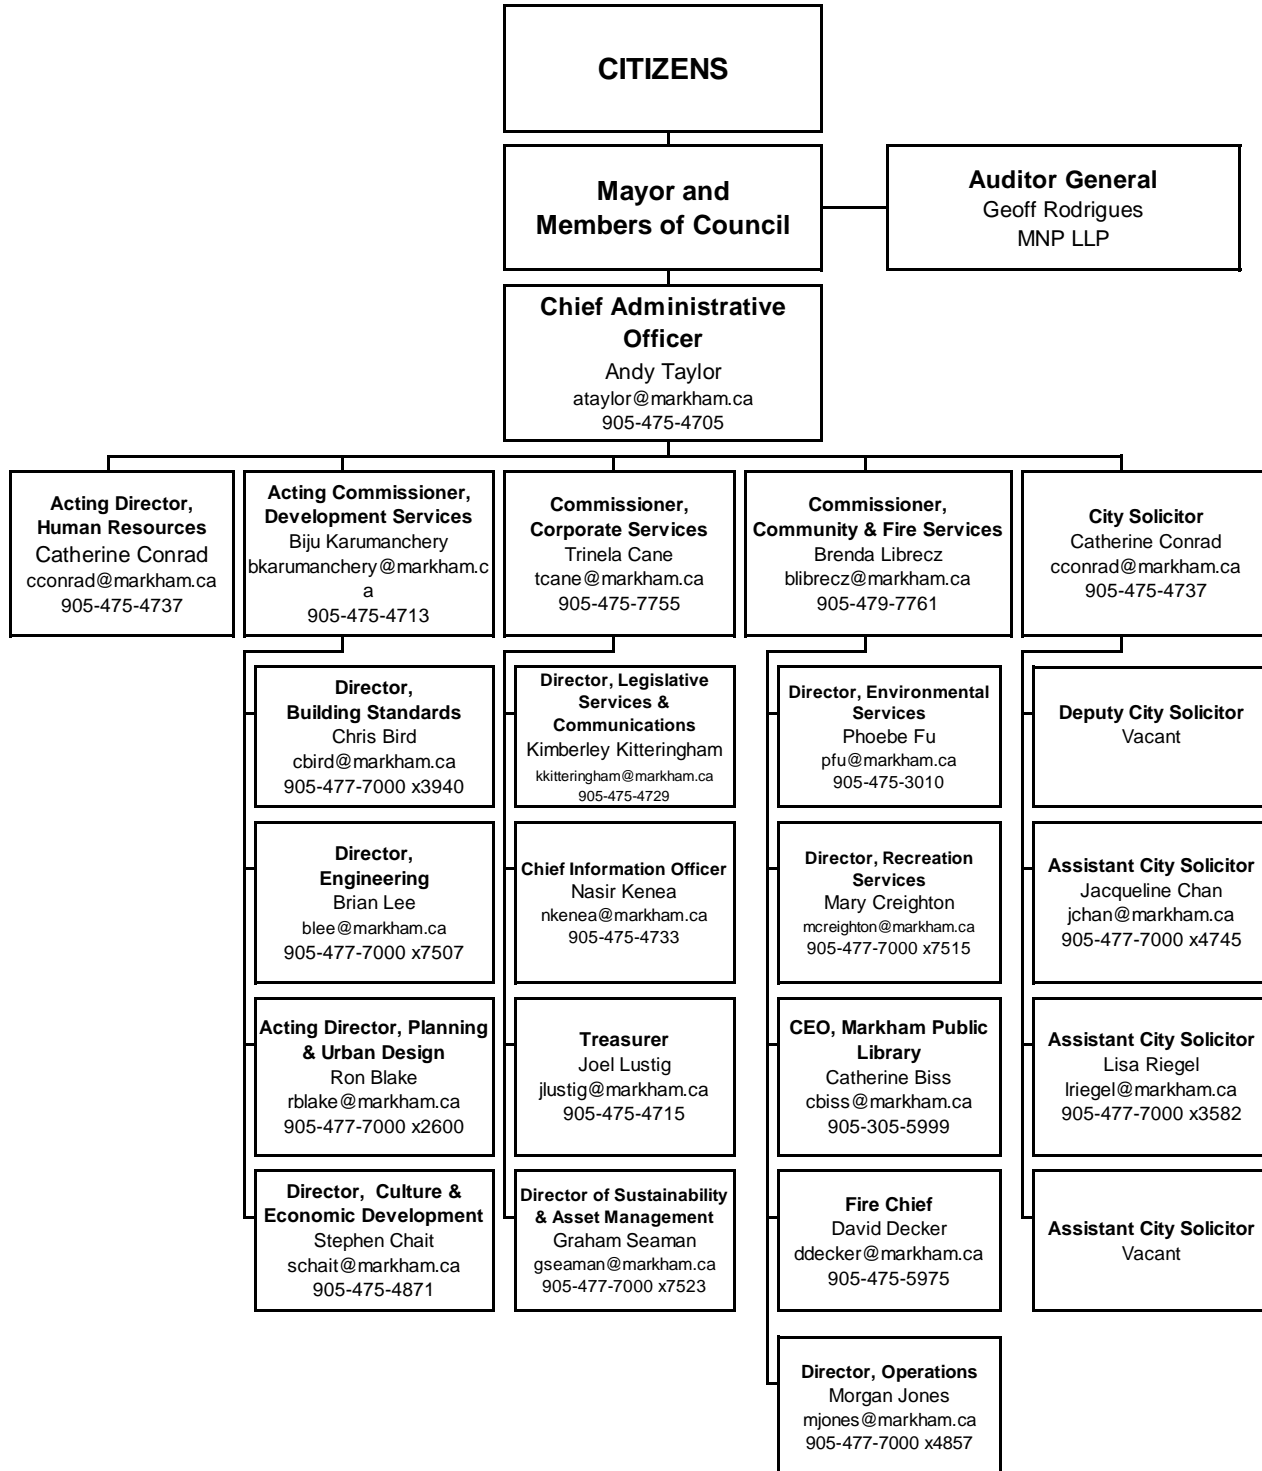 CITIZENS
Mayor and
Members of Council
Auditor General
Geoff Rodrigues
MNP LLP
Chief Administrative
Officer
Andy Taylor
ataylor@markham.ca
905-475-4705
Acting Director,
Human Resources
Catherine Conrad
cconrad@markham.ca
905-475-4737
Acting Commissioner,
Development Services
Biju Karumanchery
bkarumanchery@markham.c
a
905-475-4713
Commissioner,
Corporate Services
Trinela Cane
tcane@markham.ca
905-475-7755
Commissioner,
Community & Fire Services
Brenda Librecz
blibrecz@markham.ca
905-479-7761
City Solicitor
Catherine Conrad
cconrad@markham.ca
905-475-4737
Director,
Building Standards
Chris Bird
cbird@markham.ca
905-477-7000 x3940
Director, Legislative
Services &
Communications
Kimberley Kitteringham
kkitteringham@markham.ca
905-475-4729
Director, Environmental
Services
Phoebe Fu
pfu@markham.ca
905-475-3010
Deputy City Solicitor
Vacant
Director,
Engineering
Brian Lee
blee@markham.ca
905-477-7000 x7507
Chief Information Officer
Nasir Kenea
nkenea@markham.ca
905-475-4733
Director, Recreation
Services
Mary Creighton
mcreighton@markham.ca
905-477-7000 x7515
Assistant City Solicitor
Jacqueline Chan
jchan@markham.ca
905-477-7000 x4745
Acting Director, Planning
& Urban Design
Ron Blake
rblake@markham.ca
905-477-7000 x2600
Treasurer
Joel Lustig
jlustig@markham.ca
905-475-4715
CEO, Markham Public
Library
Catherine Biss
cbiss@markham.ca
905-305-5999
Assistant City Solicitor
Lisa Riegel
lriegel@markham.ca
905-477-7000 x3582
Director, Culture &
Economic Development
Stephen Chait
schait@markham.ca
905-475-4871
Director of Sustainability
& Asset Management
Graham Seaman
gseaman@markham.ca
905-477-7000 x7523
Fire Chief
David Decker
ddecker@markham.ca
905-475-5975
Assistant City Solicitor
Vacant
Director, Operations
Morgan Jones
mjones@markham.ca
905-477-7000 x4857